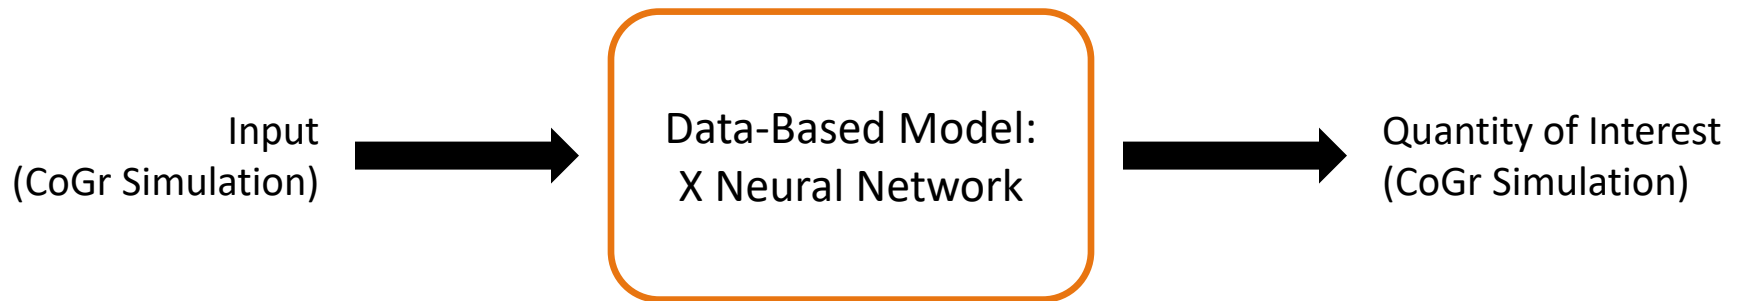 Input
(CoGr Simulation)
Data-Based Model:
X Neural Network
Quantity of Interest
(CoGr Simulation)